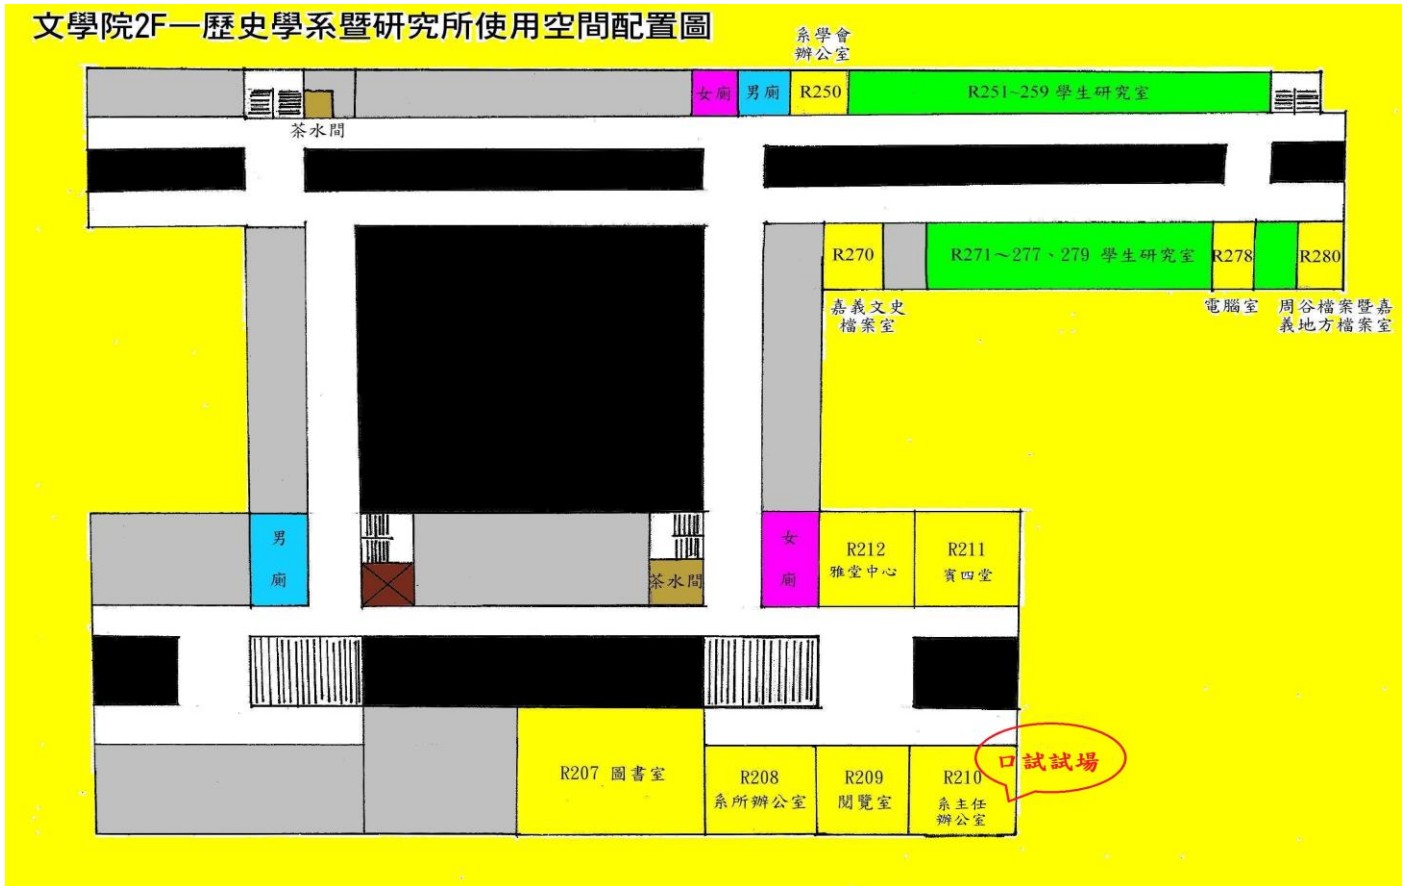 文學院2F—歷史學系暨研究所使用空間配置圖
系學會
辦公室
女廁
男廁
R250
R251~259 學生研究室
茶水間
R270
R271～277、279 學生研究室
R278
R280
嘉義文史
檔案室
電腦室
周谷檔案暨嘉
義地方檔案室
男
廁
茶水間
女
廁
R212
雅堂中心
R211
賓四堂
R207 圖書室
R208
系所辦公室
R209
閱覽室
R210
系主任
辦公室
口試試場